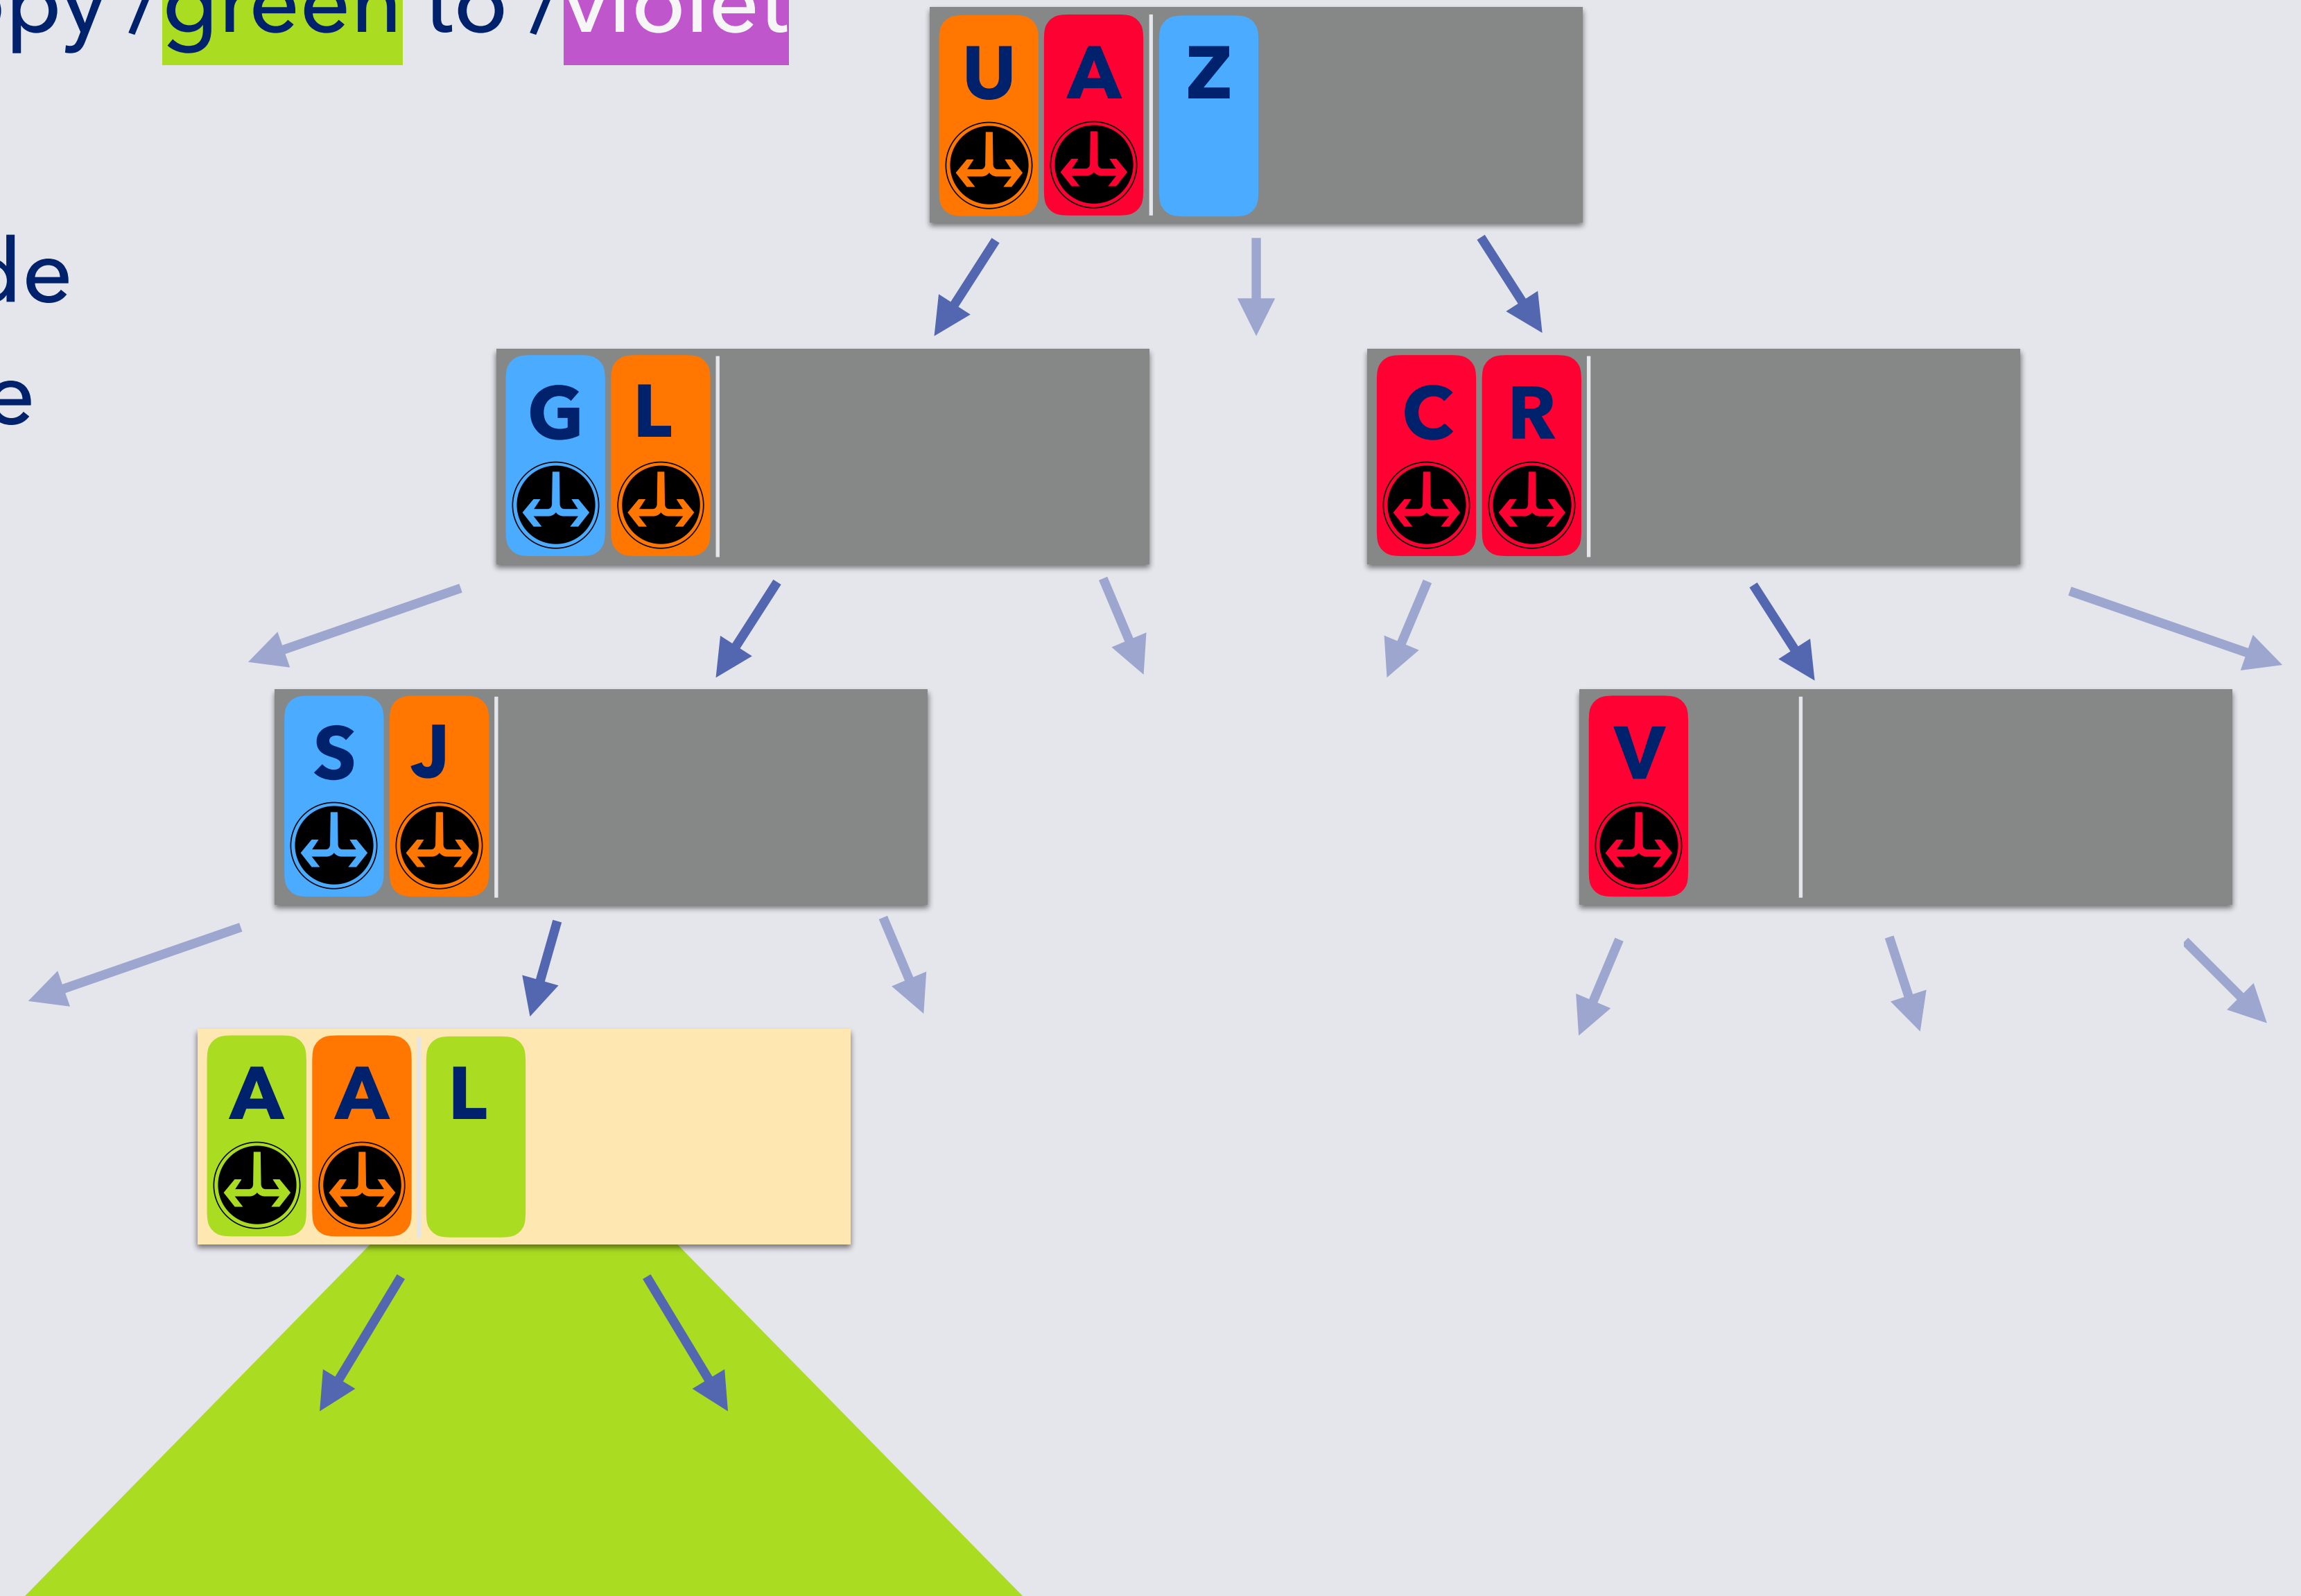 py /green to /violet
de
e
U A Z
G L
C R
S J
V
A A L